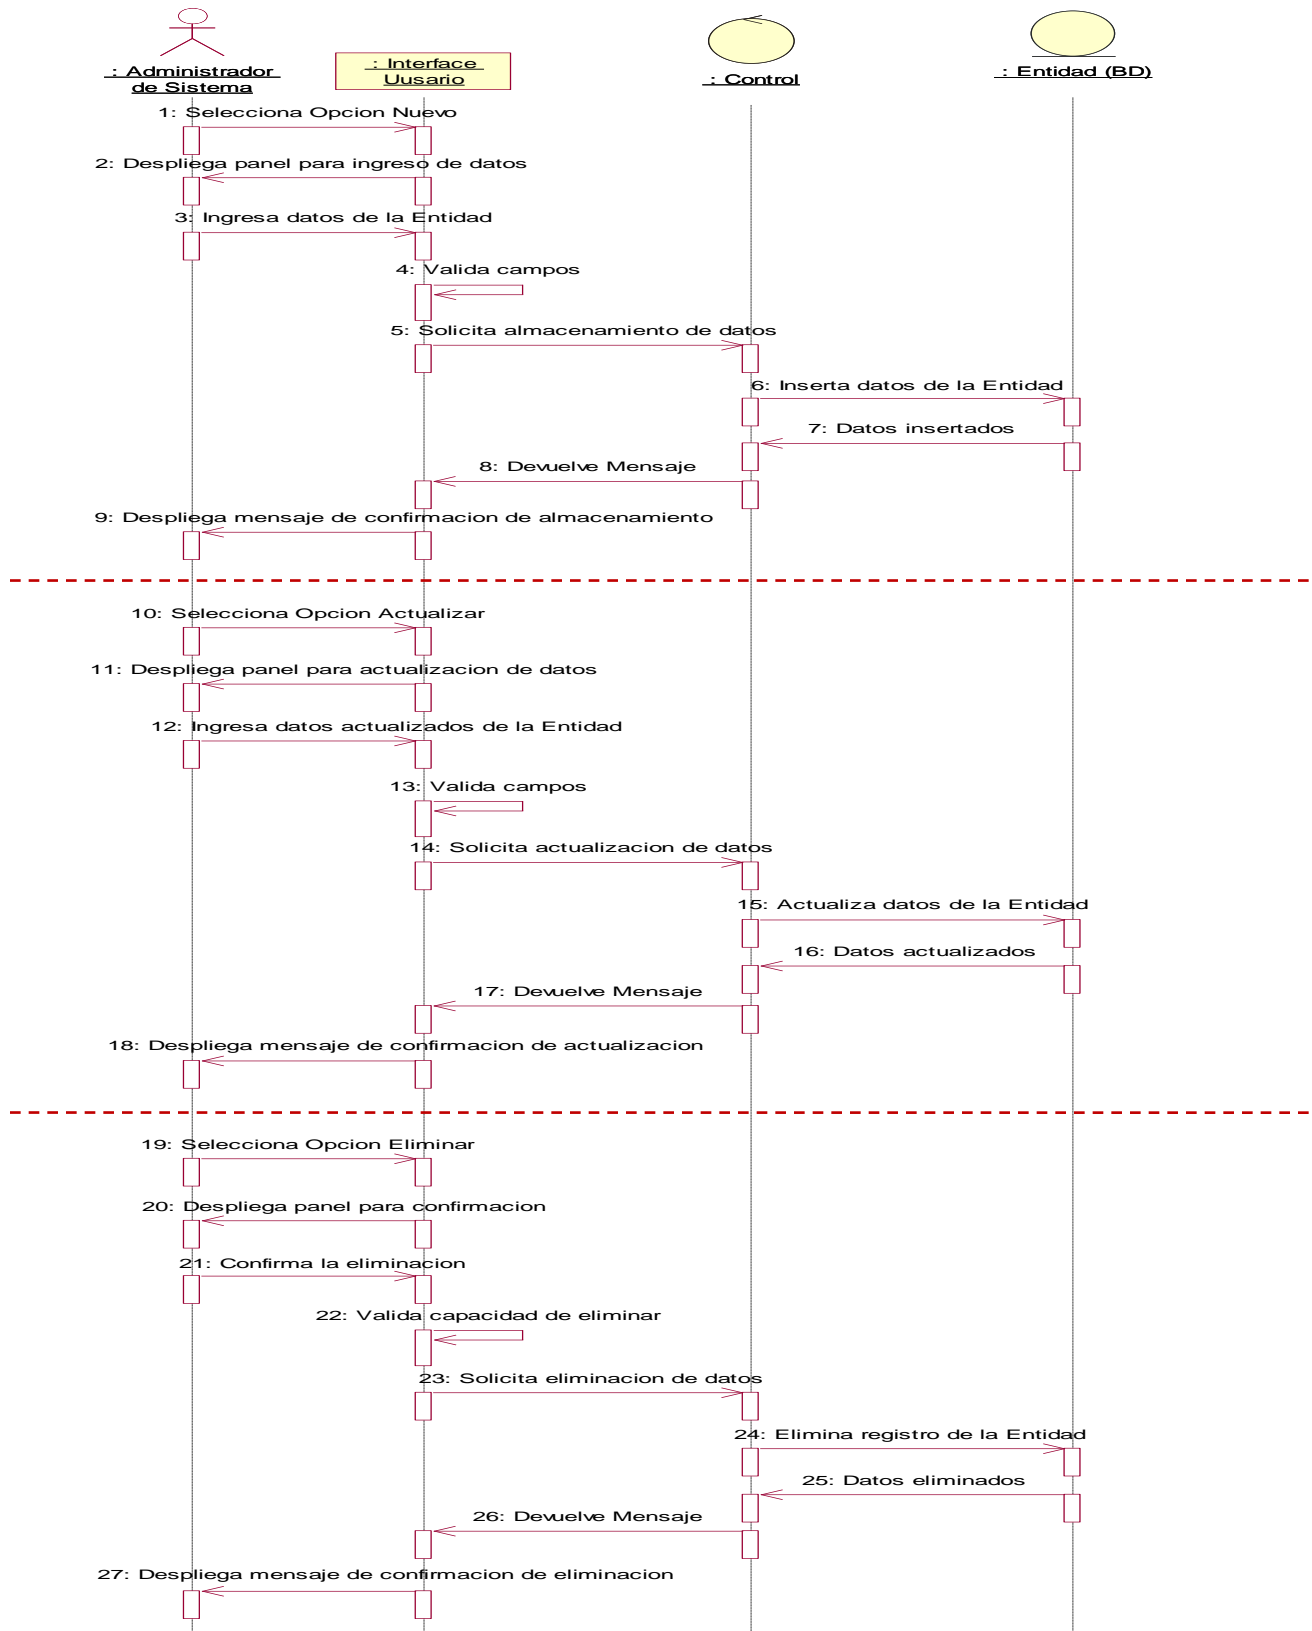 : Administrador
de Sistema
: Interface
Uusario
: Control
: Entidad (BD)
1: Selecciona Opcion Nuevo
2: Despliega panel para ingreso de datos
3: Ingresa datos de la Entidad
4: Valida campos
5: Solicita almacenamiento de datos
6: Inserta datos de la Entidad
7: Datos insertados
8: Devuelve Mensaje
9: Despliega mensaje de confirmacion de almacenamiento
10: Selecciona Opcion Actualizar
11: Despliega panel para actualizacion de datos
12: Ingresa datos actualizados de la Entidad
13: Valida campos
14: Solicita actualizacion de datos
15: Actualiza datos de la Entidad
16: Datos actualizados
17: Devuelve Mensaje
18: Despliega mensaje de confirmacion de actualizacion
19: Selecciona Opcion Eliminar
20: Despliega panel para confirmacion
21: Confirma la eliminacion
22: Valida capacidad de eliminar
23: Solicita eliminacion de datos
24: Elimina registro de la Entidad
25: Datos eliminados
26: Devuelve Mensaje
27: Despliega mensaje de confirmacion de eliminacion